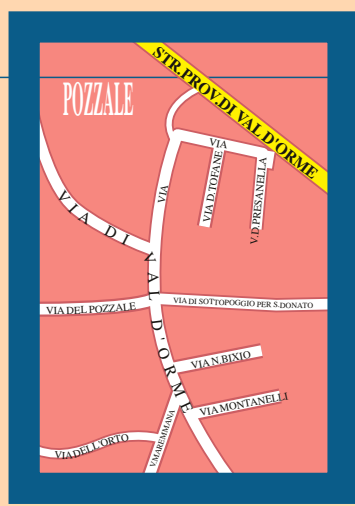 STR.PROV.DI VAL D'ORME
POZZALE
VIA
VIA D.TOFANE
V.D.PRESANELLA
VIA
VIA DI VAL D'ORME
VIA DEL POZZALE
VIA DI SOTTOPOGGIO PER S.DONATO
VIA N.BIXIO
VIA MONTANELLI
V.MAREMMANA
VIA DELL'ORTO